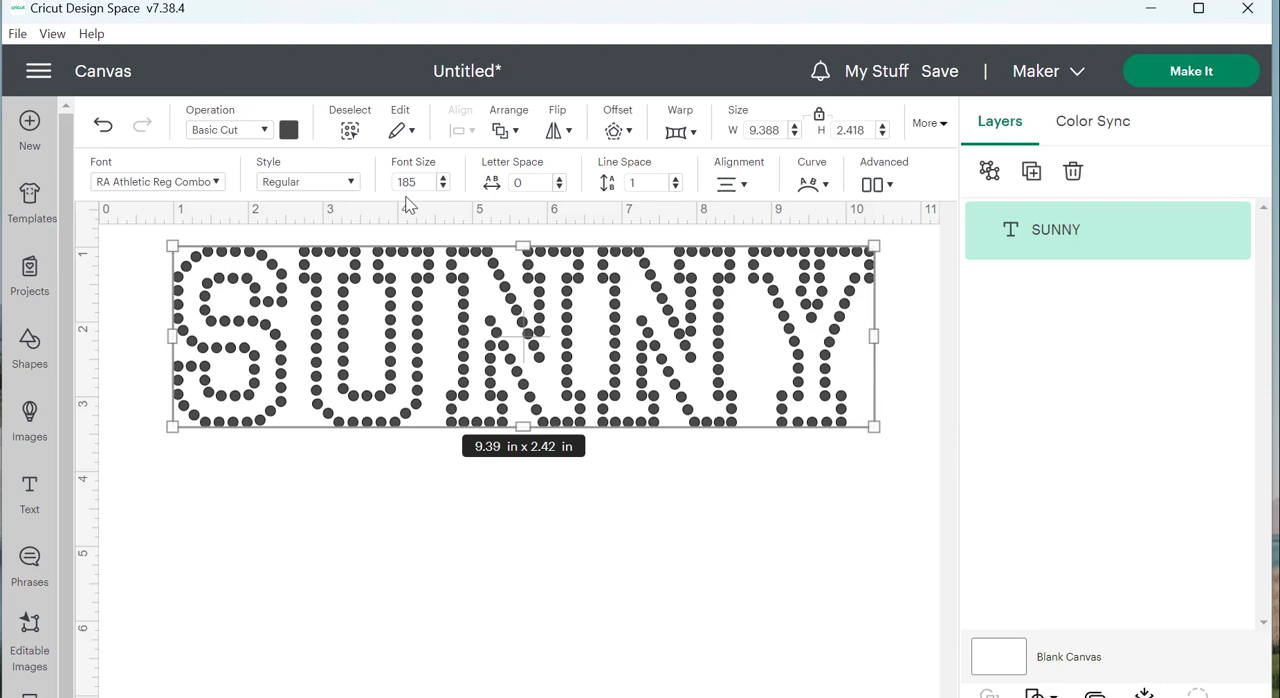 Cricut Design Space v7.38.4
File View Help
Canvas Untitled* My Stuff Save | Maker Make It
Operation Deselect Edit Align Arrange Flip Offset Warp Size
Basic Cut W 9.388 H 2.418 More
Font Style Font Size Letter Space Line Space Alignment Curve Advanced
RA Athletic Reg Combo Regular 185 0 1
0 1 2 3 4 5 6 7 8 9 10 11
1
2
3
4
5
6
New
Templates
Projects
Shapes
Images
Text
Phrases
Editable
Images
SUNNY
9.39 in x 2.42 in
Layers Color Sync
SUNNY
Blank Canvas